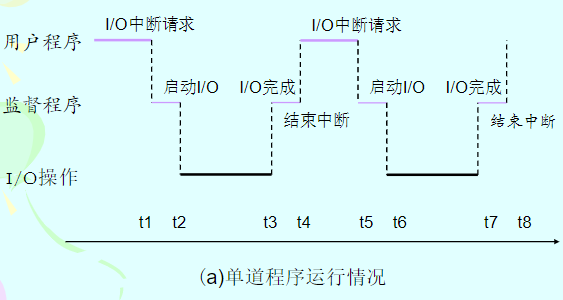 I/O中断请求 I/O中断请求
用户程序
启动I/O I/O完成 启动I/O I/O完成
监督程序
结束中断 结束中断
I/O操作
t1 t2 t3 t4 t5 t6 t7 t8
(a)单道程序运行情况